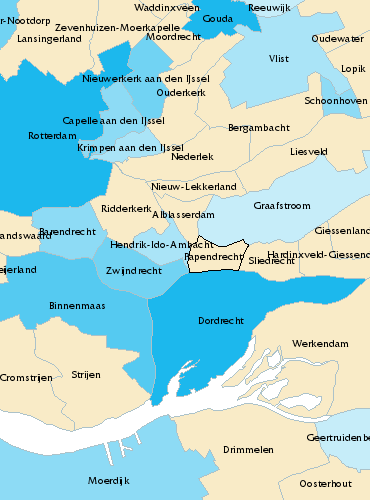 Waddinxveen
Reeuwijk
Gouda
r-Nootdorp
Zevenhuizen-Moerkapelle
Lansingerland
Moordrecht
Oudewater
Vlist
Lopik
Nieuwerkerk aan den IJssel
Ouderkerk
Schoonhoven
Capelle aan den IJssel
Bergambacht
Rotterdam
Krimpen aan den IJssel
Nederlek
Liesveld
Nieuw-Lekkerland
Ridderkerk
Alblasserdam
Graafstroom
Barendrecht
andswaard
Giessenland
Hendrik-Ido-Ambacht
Papendrecht
Sliedrecht
Hardinxveld-Giessend
eijerland
Zwijndrecht
Binnenmaas
Dordrecht
Werkendam
Cromstrijen
Strijen
Geertruidenbe
Drimmelen
Moerdijk
Oosterhout